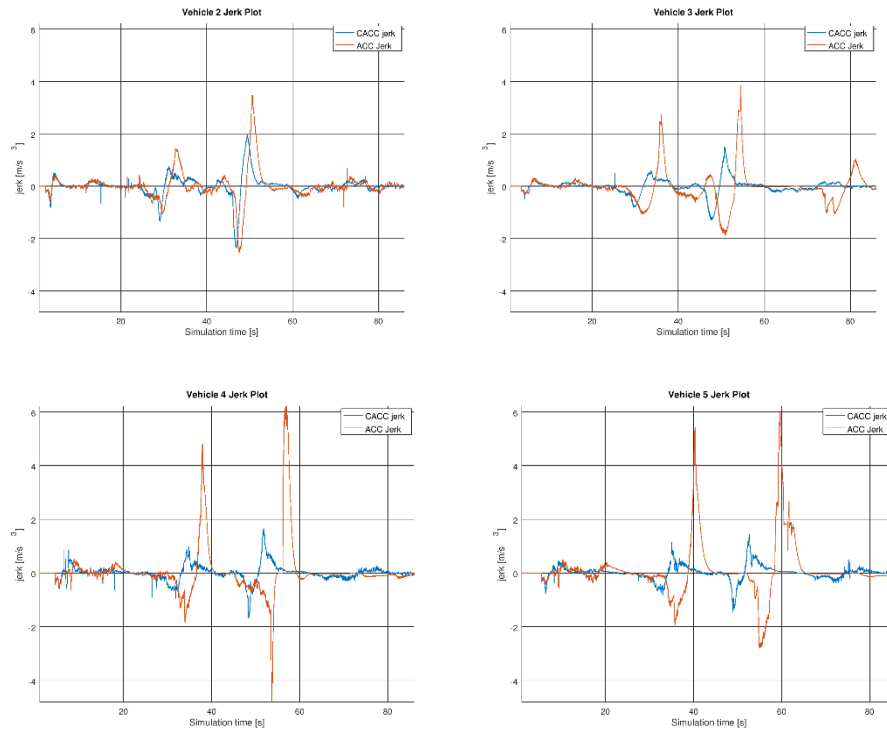 Vehicle 2 Jerk Plot
CACC jerk
ACC Jerk
6
4
2
0
-2
-4
jerk [m/s
3
]
20
40
60
80
Simulation time [s]
Vehicle 3 Jerk Plot
CACC jerk
ACC Jerk
6
4
2
0
-2
-4
jerk [m/s
3
]
20
40
60
80
Simulation time [s]
Vehicle 4 Jerk Plot
CACC jerk
ACC Jerk
6
4
2
0
-2
-4
jerk [m/s
3
]
20
40
60
80
Simulation time [s]
Vehicle 5 Jerk Plot
CACC jerk
ACC Jerk
6
4
2
0
-2
-4
jerk [m/s
3
]
20
40
60
80
Simulation time [s]